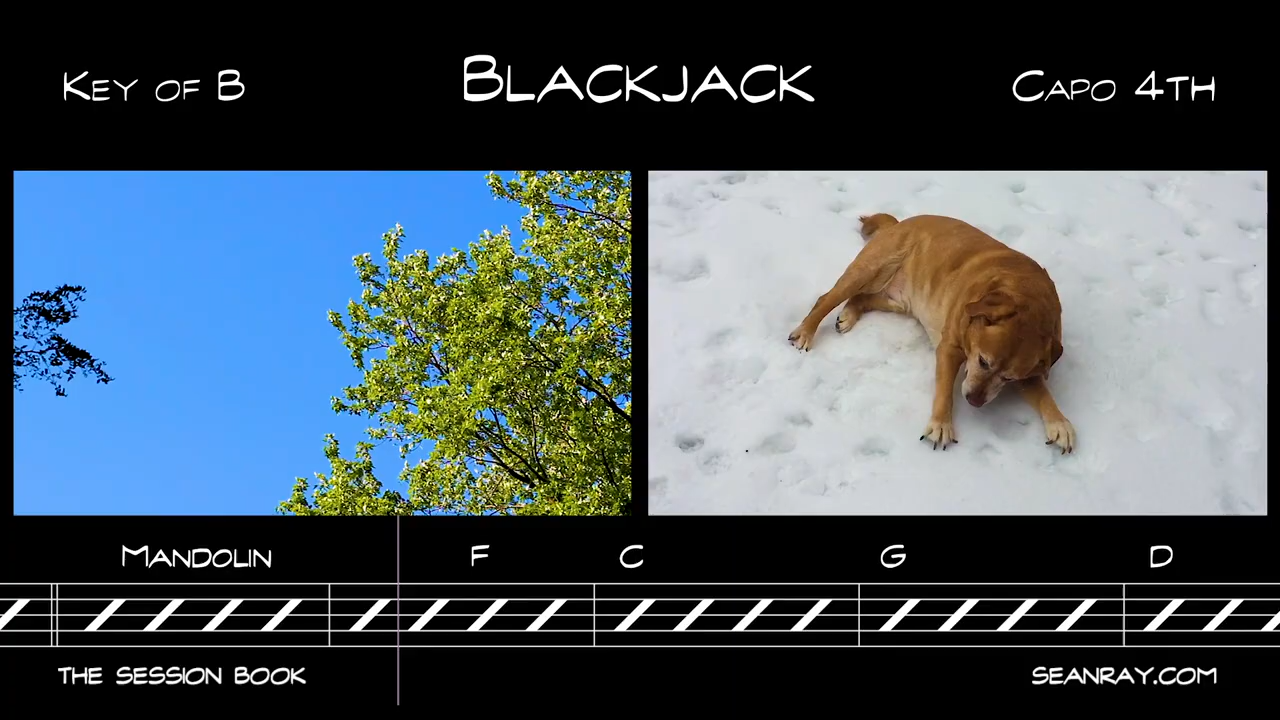 Key of B
Blackjack
Capo 4th
Mandolin F C G D
The Session Book
seanray.com